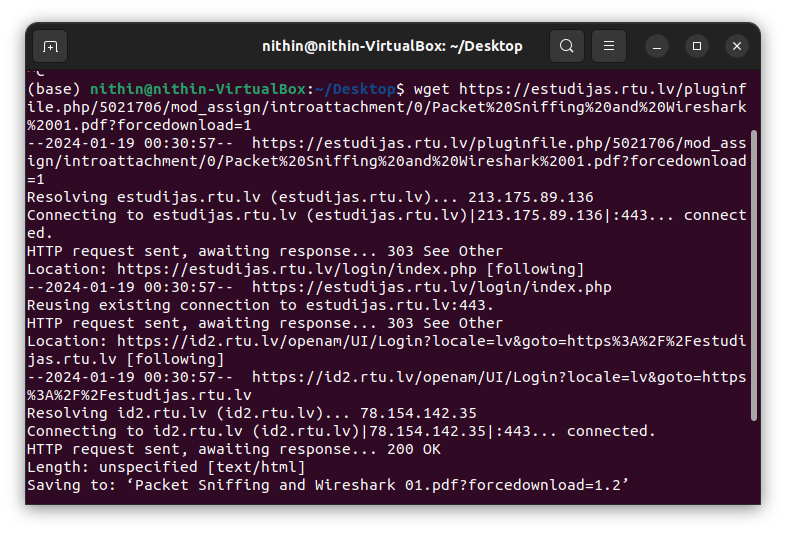 nithin@nithin-VirtualBox: ~/Desktop
^C
(base) nithin@nithin-VirtualBox:~/Desktop$ wget https://estudijas.rtu.lv/pluginf
ile.php/5021706/mod_assign/introattachment/0/Packet%20Sniffing%20and%20Wireshark
%2001.pdf?forcedownload=1
--2024-01-19 00:30:57--  https://estudijas.rtu.lv/pluginfile.php/5021706/mod_ass
ign/introattachment/0/Packet%20Sniffing%20and%20Wireshark%2001.pdf?forcedownload
=1
Resolving estudijas.rtu.lv (estudijas.rtu.lv)... 213.175.89.136
Connecting to estudijas.rtu.lv (estudijas.rtu.lv)|213.175.89.136|:443... connect
ed.
HTTP request sent, awaiting response... 303 See Other
Location: https://estudijas.rtu.lv/login/index.php [following]
--2024-01-19 00:30:57--  https://estudijas.rtu.lv/login/index.php
Reusing existing connection to estudijas.rtu.lv:443.
HTTP request sent, awaiting response... 303 See Other
Location: https://id2.rtu.lv/openam/UI/Login?locale=lv&goto=https%3A%2F%2Festudi
jas.rtu.lv [following]
--2024-01-19 00:30:57--  https://id2.rtu.lv/openam/UI/Login?locale=lv&goto=https
%3A%2F%2Festudijas.rtu.lv
Resolving id2.rtu.lv (id2.rtu.lv)... 78.154.142.35
Connecting to id2.rtu.lv (id2.rtu.lv)|78.154.142.35|:443... connected.
HTTP request sent, awaiting response... 200 OK
Length: unspecified [text/html]
Saving to: ‘Packet Sniffing and Wireshark 01.pdf?forcedownload=1.2’